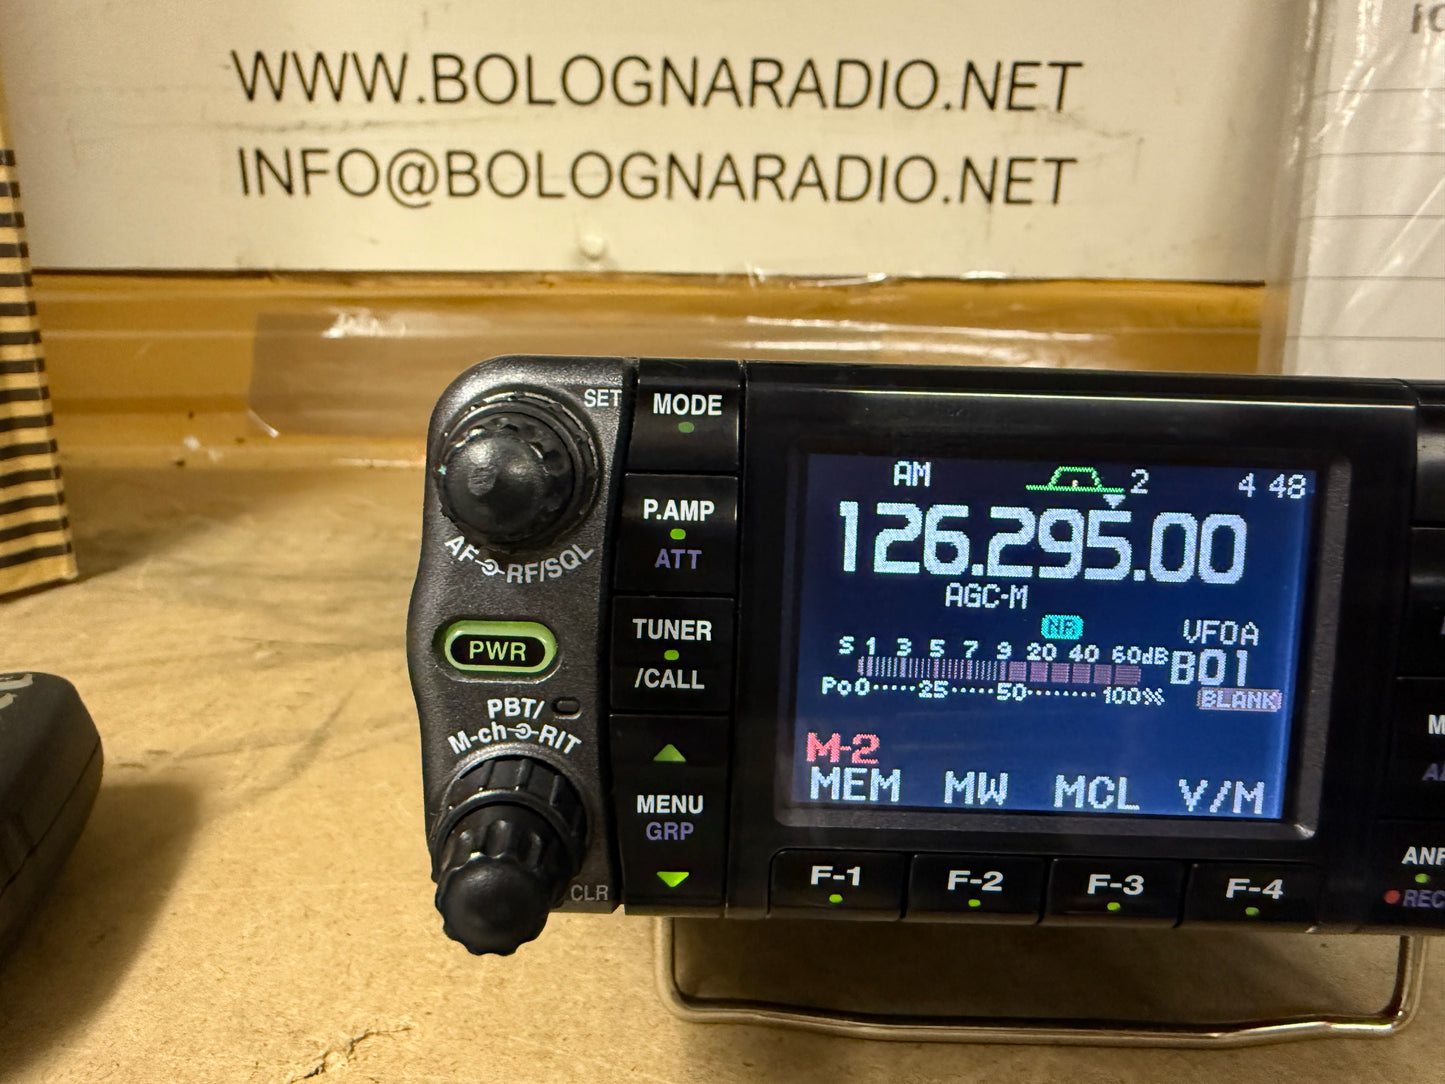 WWW.BOLOGNARADIO.NET
INFO@BOLOGNARADIO.NET
SET
AF RF/SQL
PWR
PBT/
M-ch RIT
CLR
MODE
P.AMP
ATT
TUNER
/CALL
MENU
GRP
AM 2 4 48
126.295.00
AGC-M
NR
VFOA
S 1 3 5 7 9 20 40 60dB
B01
Po0 25 50 100%
BLANK
M-2
MEM MW MCL V/M
F-1 F-2 F-3 F-4
REC